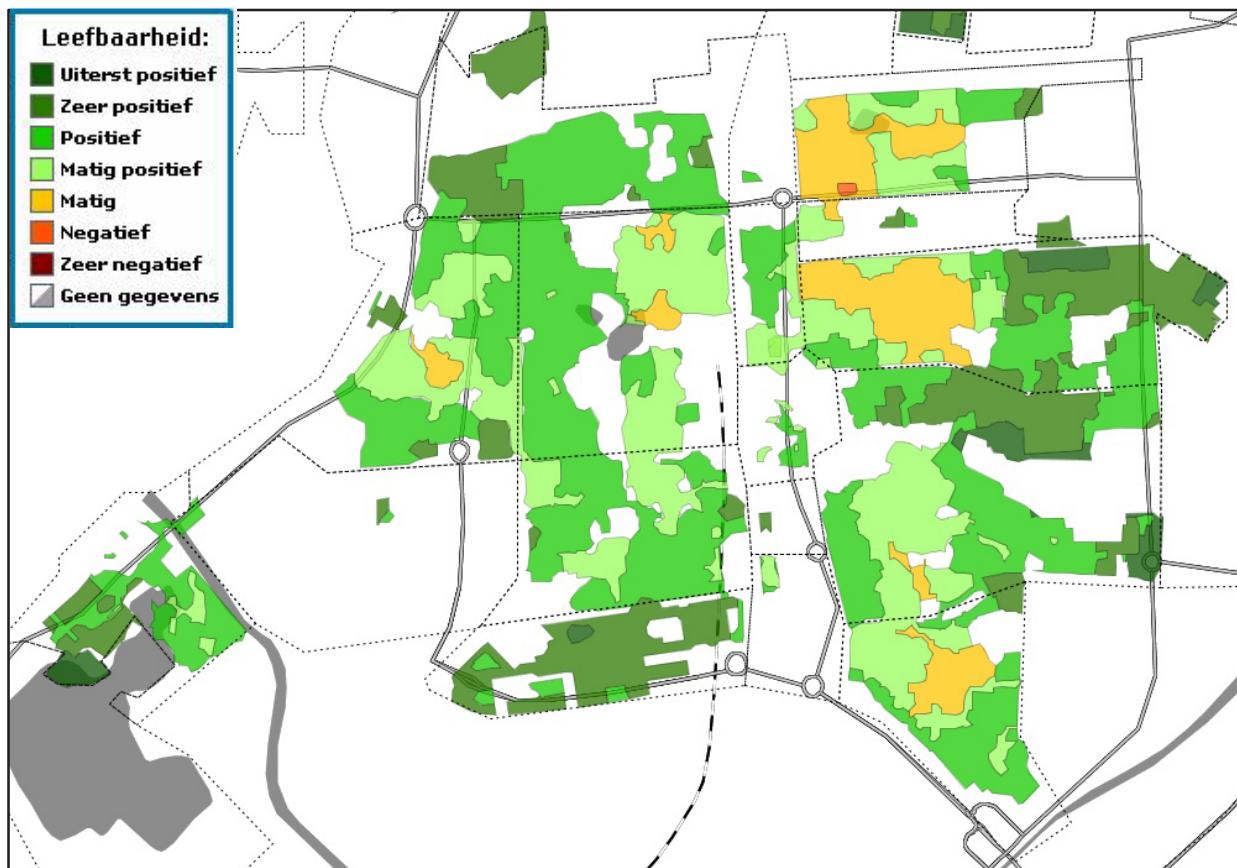 Leefbaarheid:
Uiterst positief
Zeer positief
Positief
Matig positief
Matig
Negatief
Zeer negatief
Geen gegevens